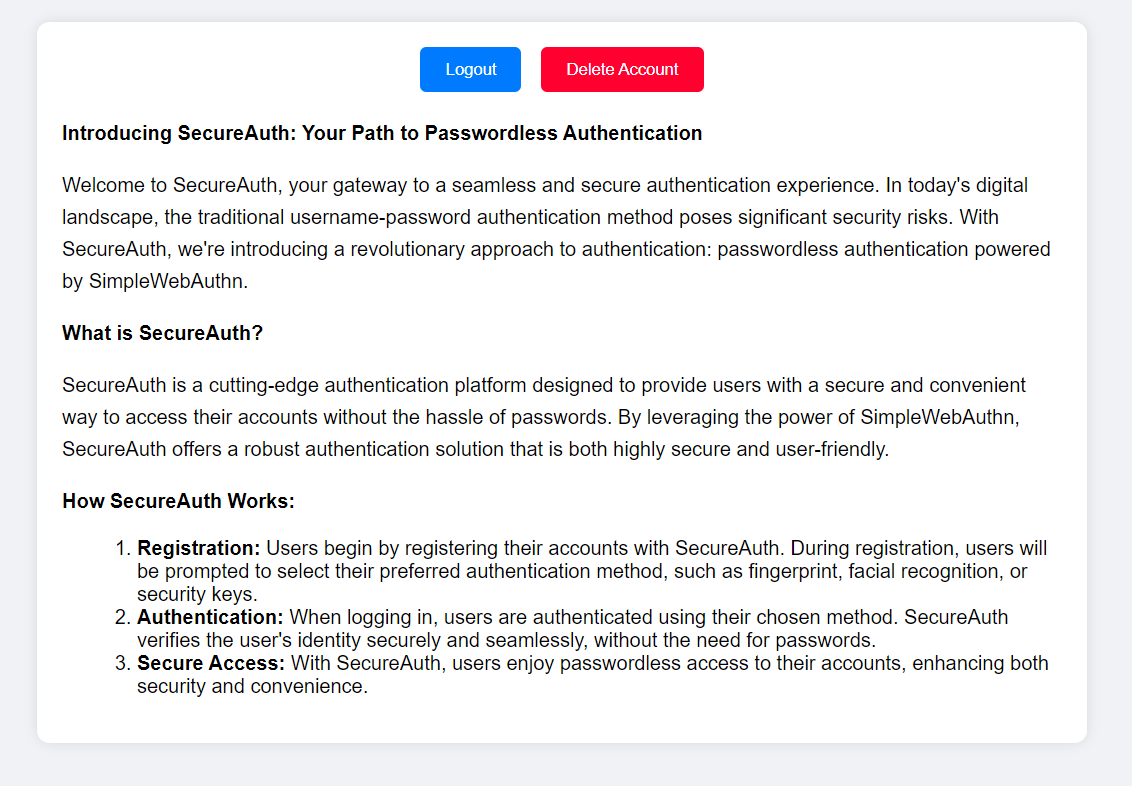 Logout Delete Account
Introducing SecureAuth: Your Path to Passwordless Authentication
Welcome to SecureAuth, your gateway to a seamless and secure authentication experience. In today's digital
landscape, the traditional username-password authentication method poses significant security risks. With
SecureAuth, we're introducing a revolutionary approach to authentication: passwordless authentication powered
by SimpleWebAuthn.
What is SecureAuth?
SecureAuth is a cutting-edge authentication platform designed to provide users with a secure and convenient
way to access their accounts without the hassle of passwords. By leveraging the power of SimpleWebAuthn,
SecureAuth offers a robust authentication solution that is both highly secure and user-friendly.
How SecureAuth Works:
1. Registration: Users begin by registering their accounts with SecureAuth. During registration, users will
be prompted to select their preferred authentication method, such as fingerprint, facial recognition, or
security keys.
2. Authentication: When logging in, users are authenticated using their chosen method. SecureAuth
verifies the user's identity securely and seamlessly, without the need for passwords.
3. Secure Access: With SecureAuth, users enjoy passwordless access to their accounts, enhancing both
security and convenience.